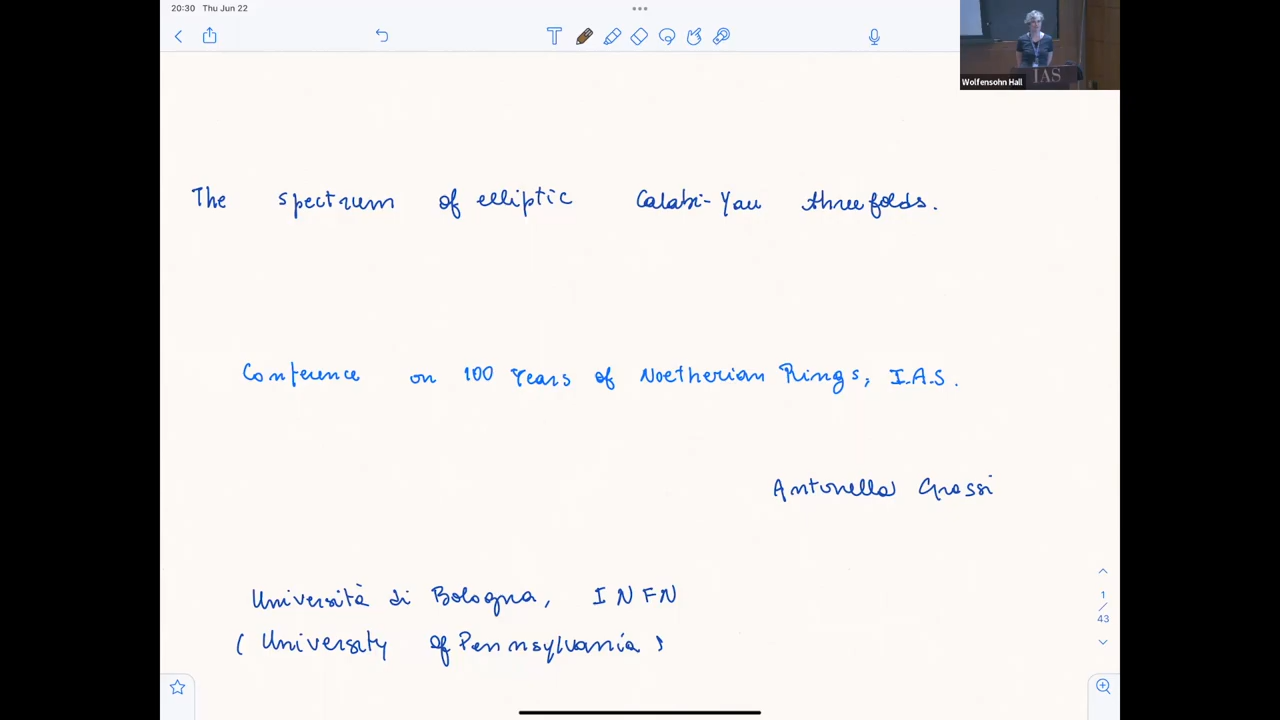 20:30 Thu Jun 22
Wolfensohn Hall
IAS
The spectrum of elliptic Calabi-Yau threefolds.
Conference on 100 Years of Noetherian Rings, I.A.S.
Antonella Grassi
Università di Bologna, INFN
(University of Pennsylvania)
1
/
43